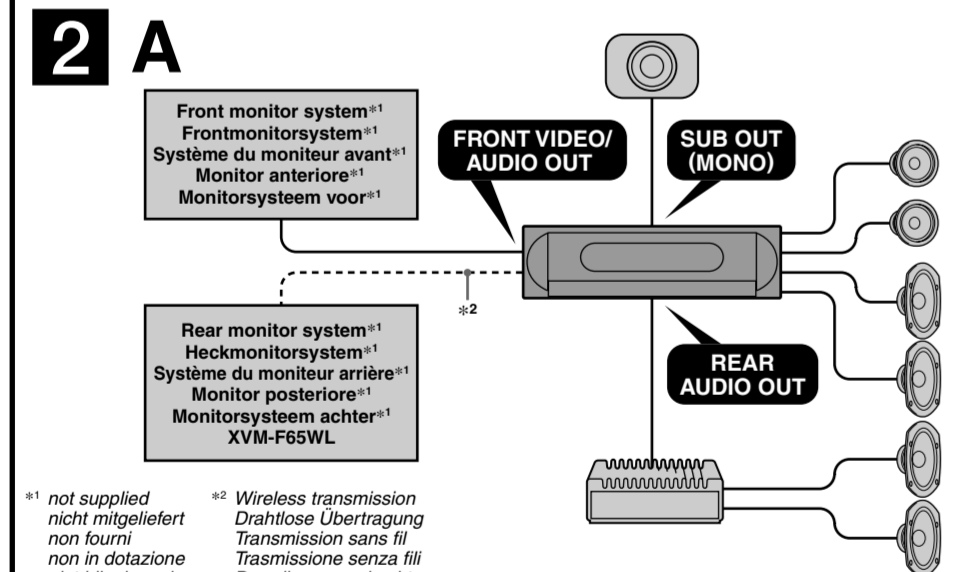 2 A
Front monitor system*1
Frontmonitorsystem*1
Système du moniteur avant*1
Monitor anteriore*1
Monitorsysteem voor*1
FRONT VIDEO/
AUDIO OUT
SUB OUT
(MONO)
*2
Rear monitor system*1
Heckmonitorsystem*1
Système du moniteur arrière*1
Monitor posteriore*1
Monitorsysteem achter*1
XVM-F65WL
REAR
AUDIO OUT
*1 not supplied
nicht mitgeliefert
non fourni
non in dotazione
*2 Wireless transmission
Drahtlose Übertragung
Transmission sans fil
Trasmissione senza fili